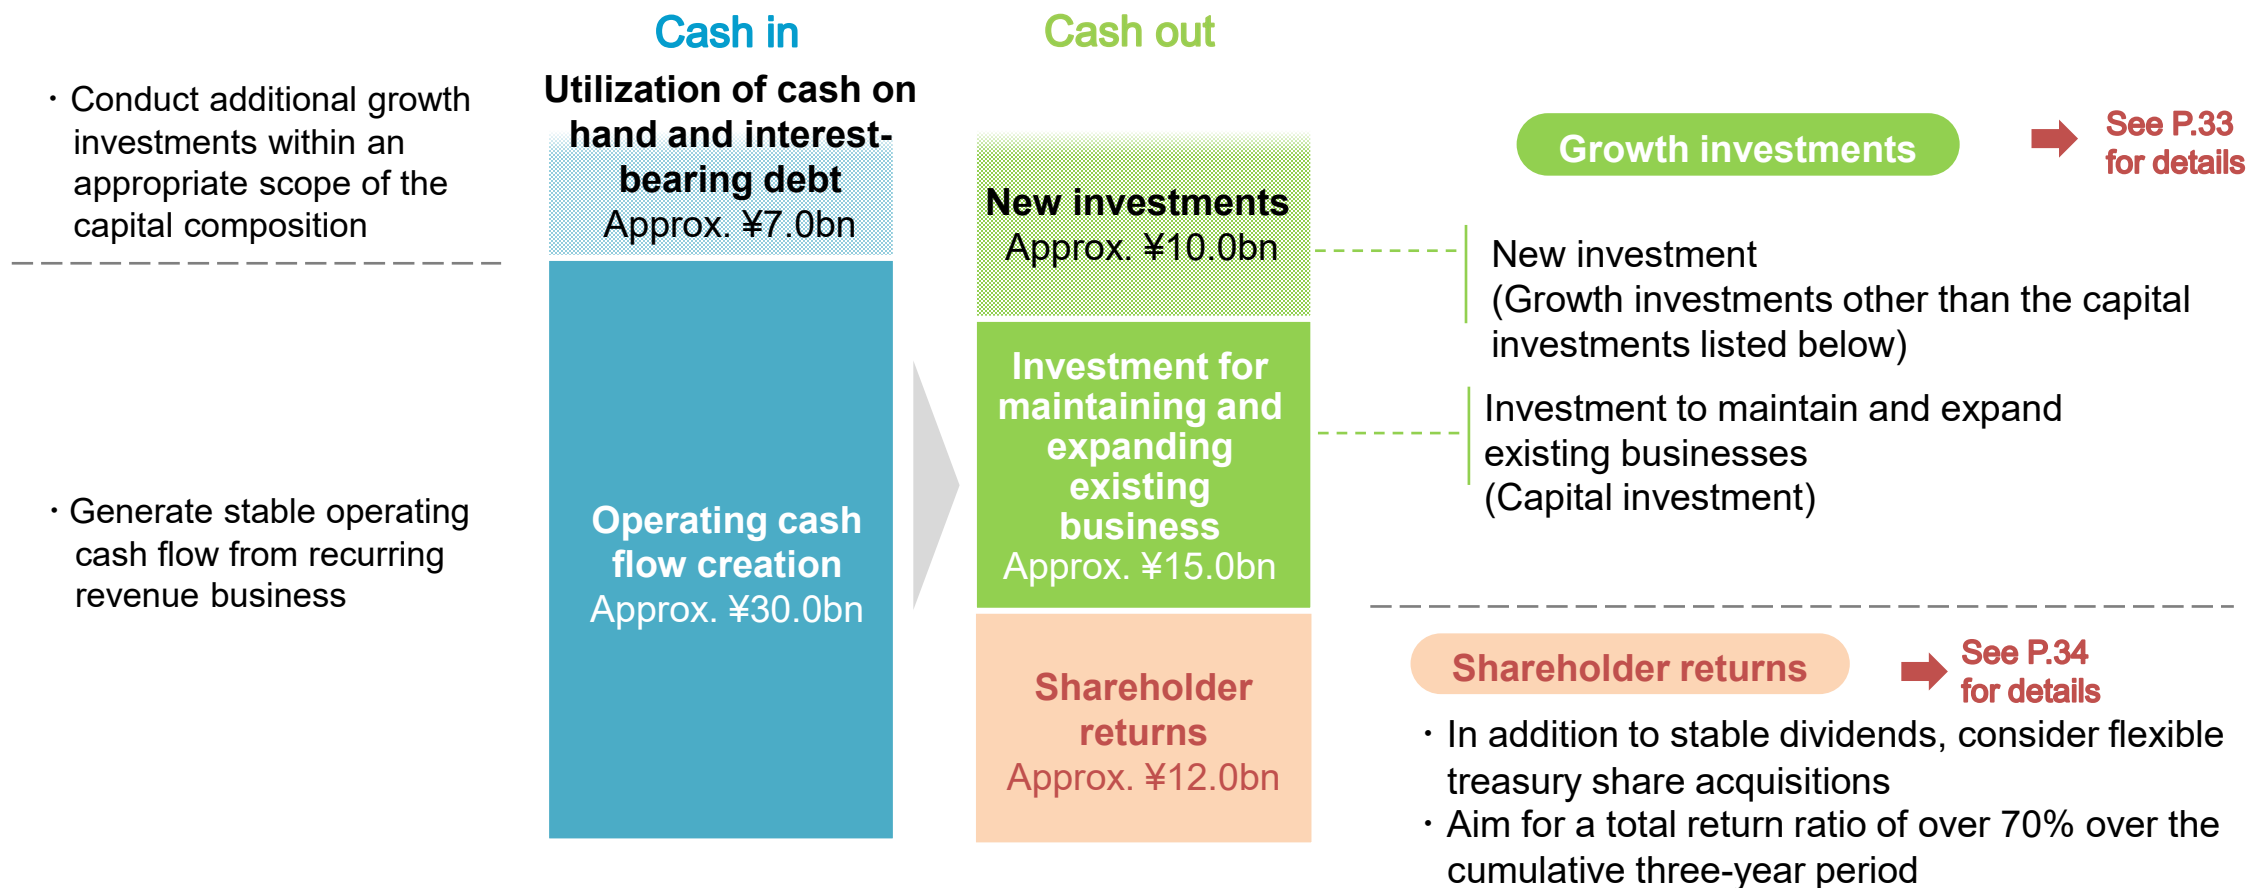 Cash in
Cash out
・Conduct additional growth
investments within an
appropriate scope of the
capital composition
・Generate stable operating
cash flow from recurring
revenue business
Utilization of cash on
hand and interest-
bearing debt
Approx. ¥7.0bn
Operating cash
flow creation
Approx. ¥30.0bn
New investments
Approx. ¥10.0bn
Investment for
maintaining and
expanding
existing
business
Approx. ¥15.0bn
Shareholder
returns
Approx. ¥12.0bn
Growth investments
See P.33
for details
New investment
(Growth investments other than the capital
investments listed below)
Investment to maintain and expand
existing businesses
(Capital investment)
Shareholder returns
See P.34
for details
・In addition to stable dividends, consider flexible
treasury share acquisitions
・Aim for a total return ratio of over 70% over the
cumulative three-year period